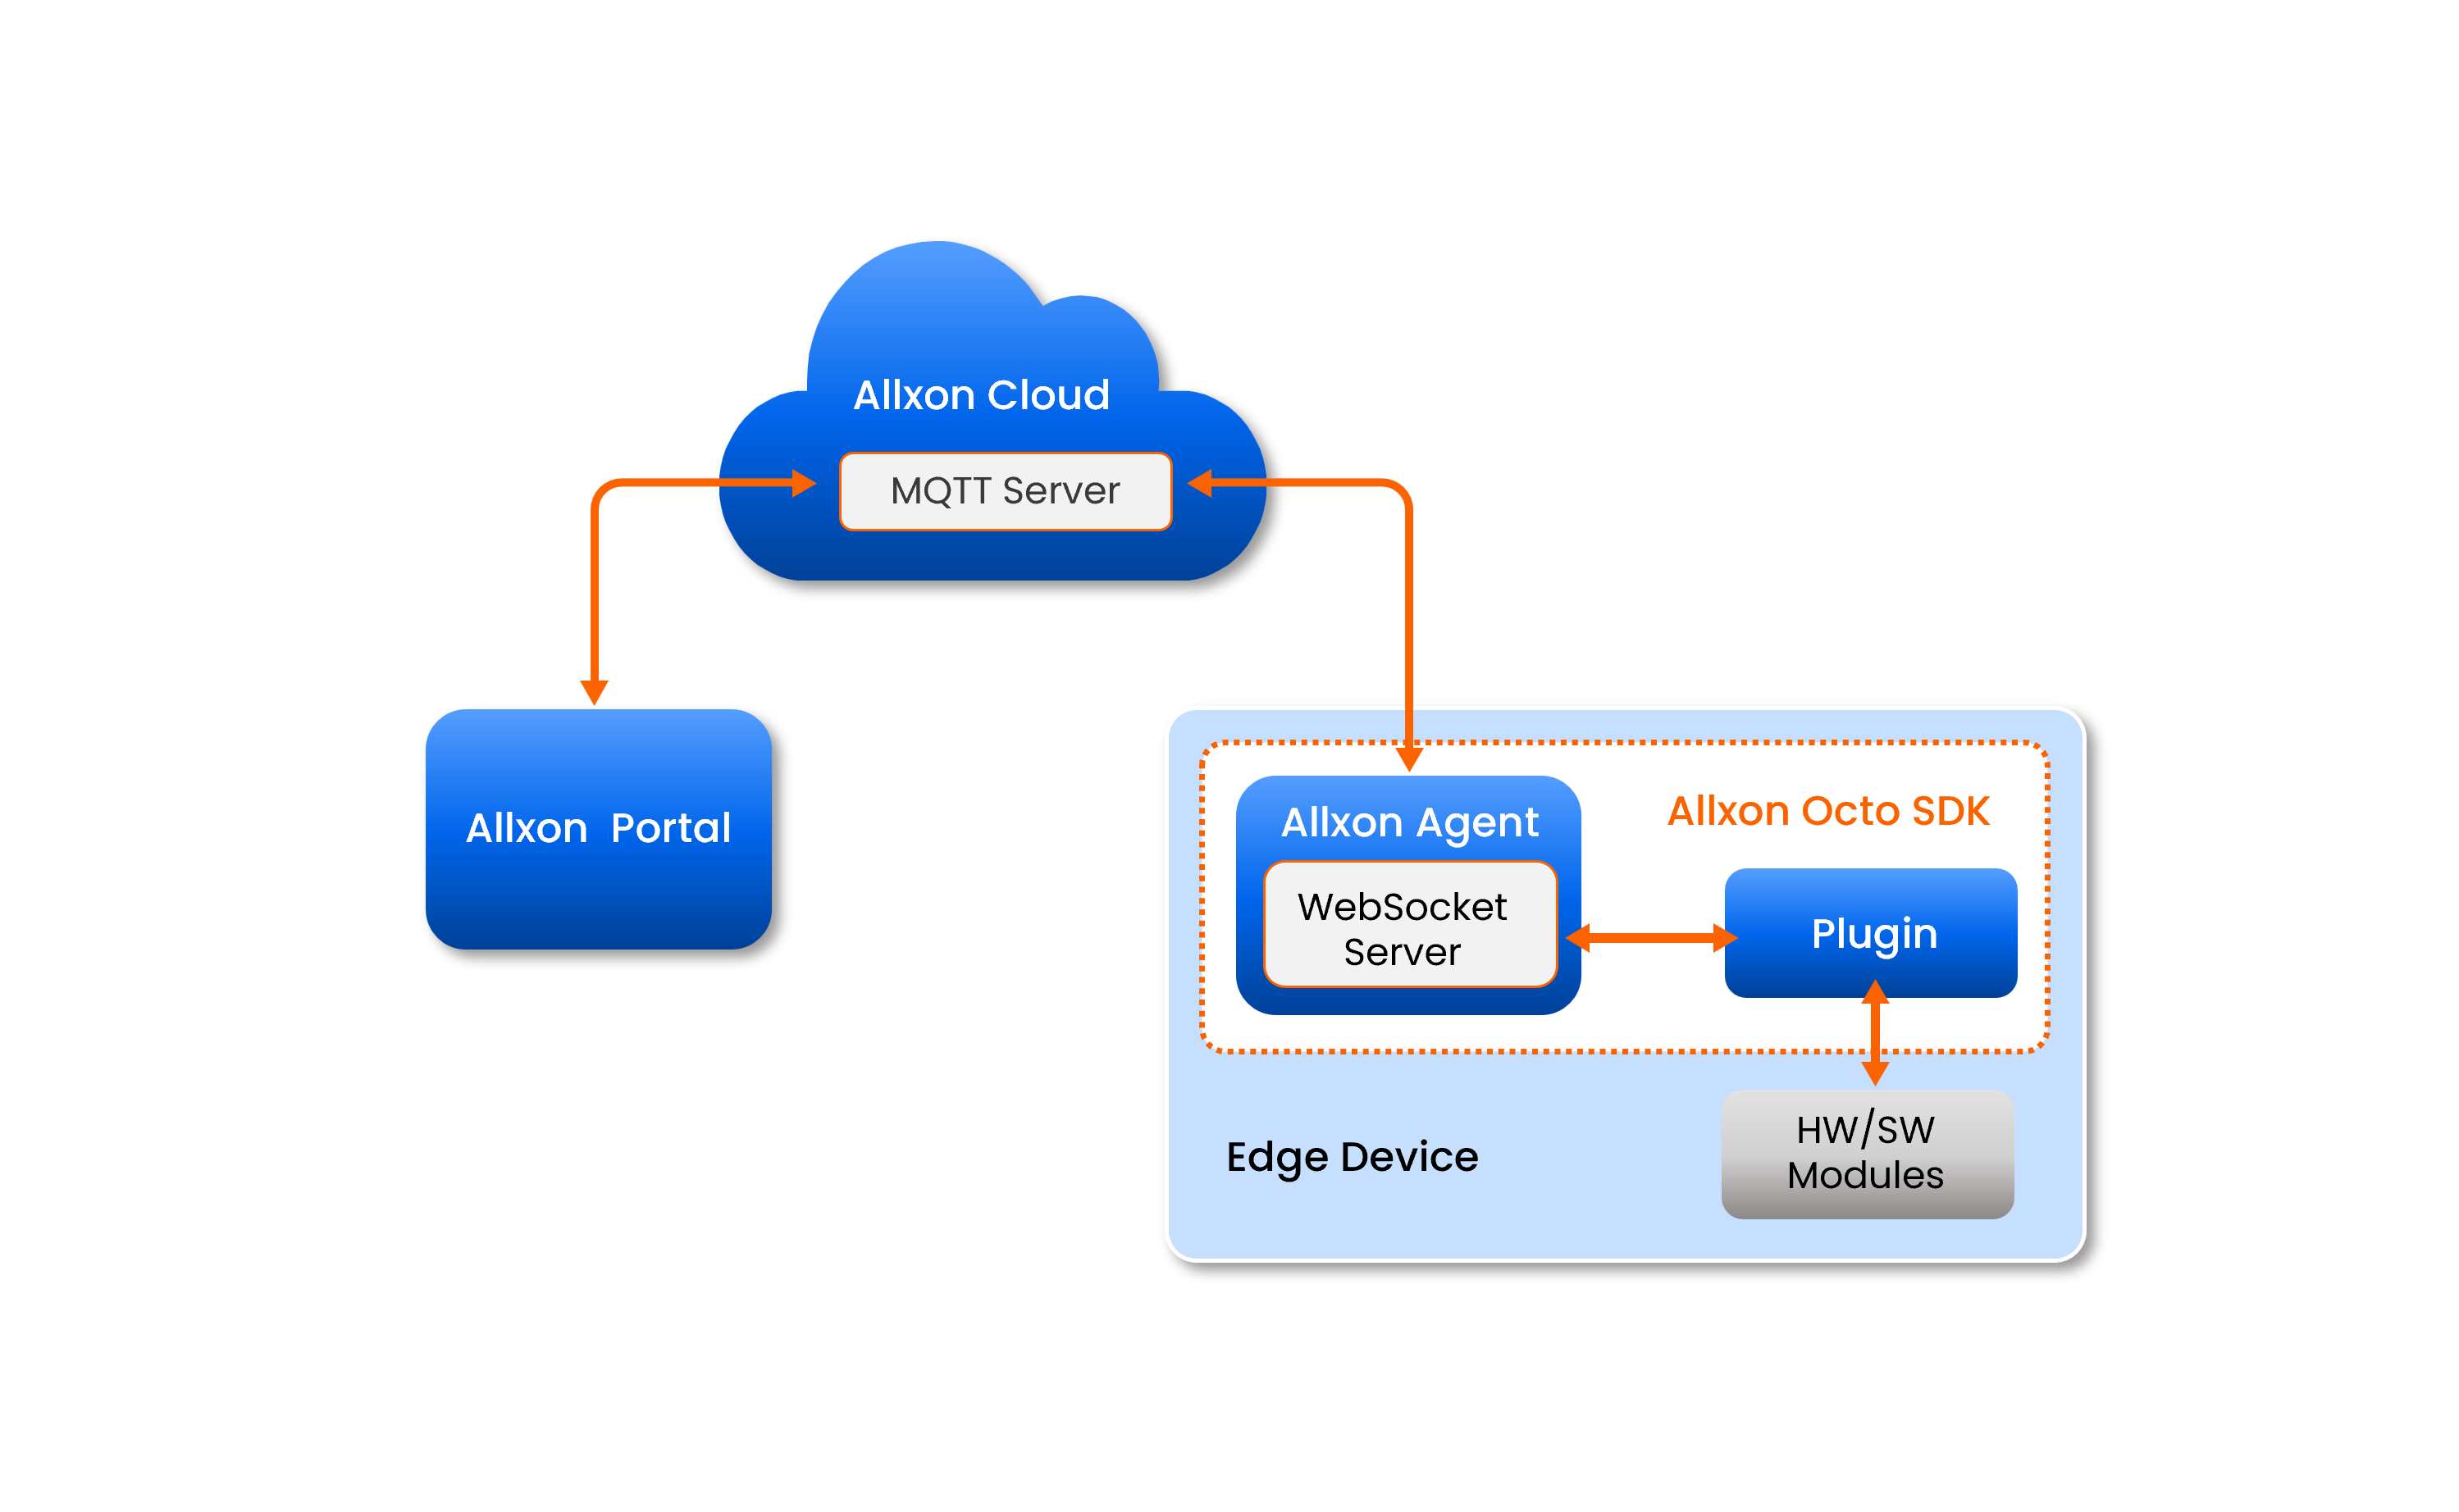 Allxon Cloud
MQTT Server
Allxon Portal
Allxon Agent
WebSocket
Server
Allxon Octo SDK
Plugin
HW/SW
Modules
Edge Device